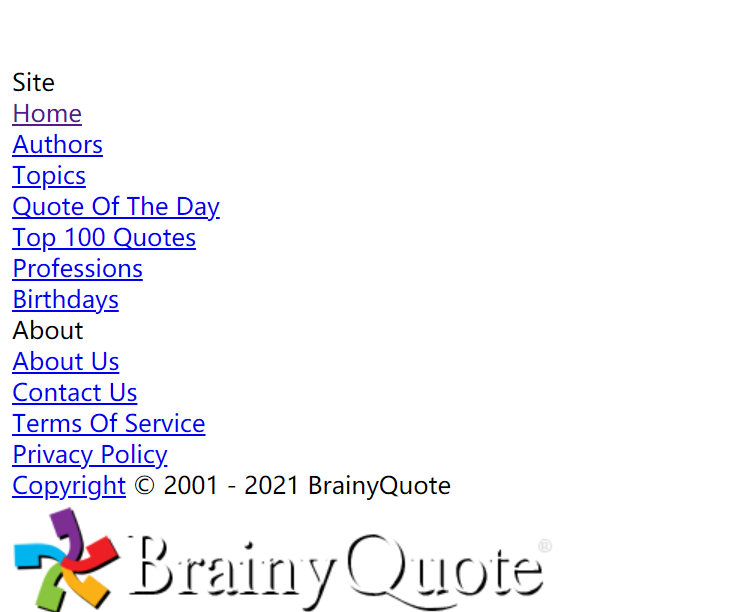 Site
Home
Authors
Topics
Quote Of The Day
Top 100 Quotes
Professions
Birthdays
About
About Us
Contact Us
Terms Of Service
Privacy Policy
Copyright © 2001 - 2021 BrainyQuote
BrainyQuote®